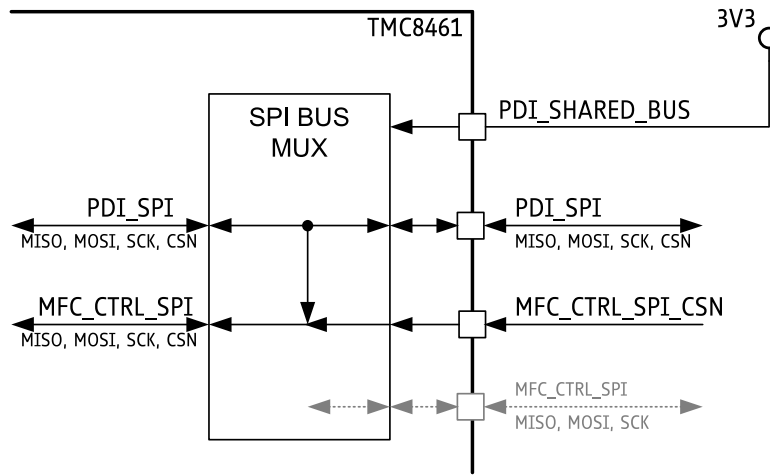 3V3
TMC8461
PDI_SHARED_BUS
SPI BUS
MUX
PDI_SPI
MISO, MOSI, SCK, CSN
PDI_SPI
MISO, MOSI, SCK, CSN
MFC_CTRL_SPI
MISO, MOSI, SCK, CSN
MFC_CTRL_SPI_CSN
MFC_CTRL_SPI
MISO, MOSI, SCK